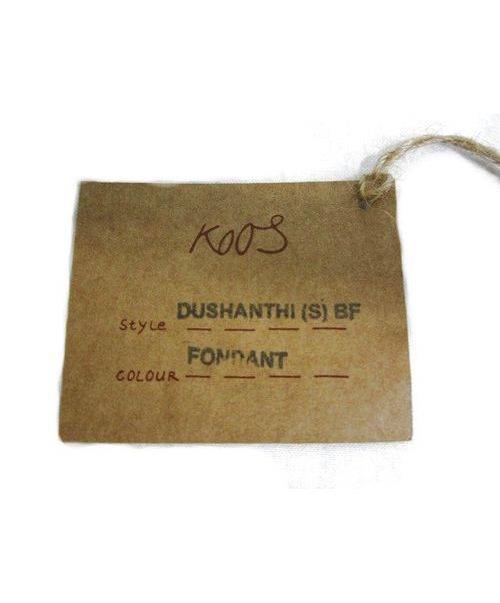 KOOS
Style DUSHANTHI (S) BF
COLOUR FONDANT